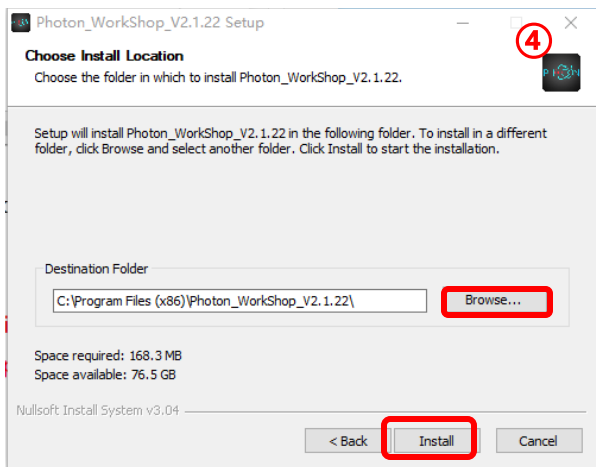 Photon_WorkShop_V2.1.22 Setup
④
Choose Install Location
Choose the folder in which to install Photon_WorkShop_V2.1.22.
Setup will install Photon_WorkShop_V2.1.22 in the following folder. To install in a different
folder, click Browse and select another folder. Click Install to start the installation.
Destination Folder
C:\Program Files (x86)\Photon_WorkShop_V2.1.22\
Browse...
Space required: 168.3 MB
Space available: 76.5 GB
Nullsoft Install System v3.04
< Back
Install
Cancel